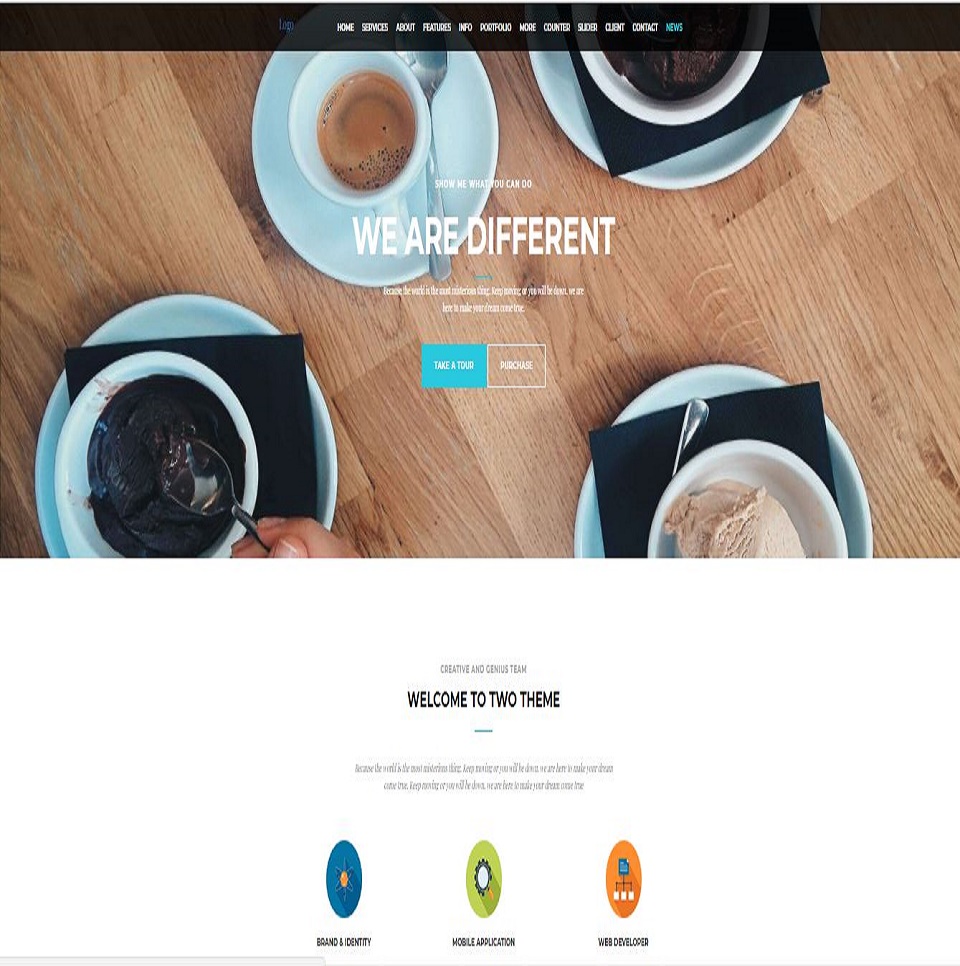 Logo
HOME SERVICES ABOUT FEATURES INFO PORTFOLIO MORE COUNTER SLIDER CLIENT CONTACT NEWS
SHOW ME WHAT YOU CAN DO
WE ARE DIFFERENT
Because the world is the most misterious thing. Keep moving or you will be down, we are
here to make your dream come true.
TAKE A TOUR PURCHASE
CREATIVE AND GENIUS TEAM
WELCOME TO TWO THEME
Because the world is the most misterious thing. Keep moving or you will be down, we are here to make your dream
come true. Keep moving or you will be down, we are here to make your dream come true
BRAND & IDENTITY MOBILE APPLICATION WEB DEVELOPER